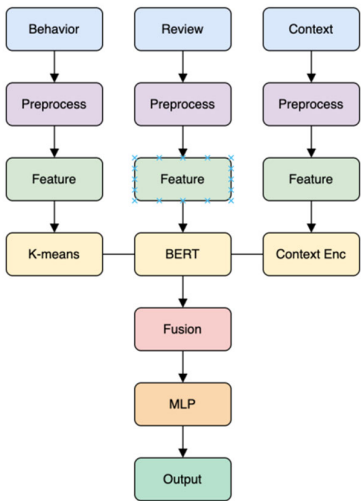 Behavior
Review
Context
Preprocess
Preprocess
Preprocess
Feature
Feature
Feature
K-means
BERT
Context Enc
Fusion
MLP
Output